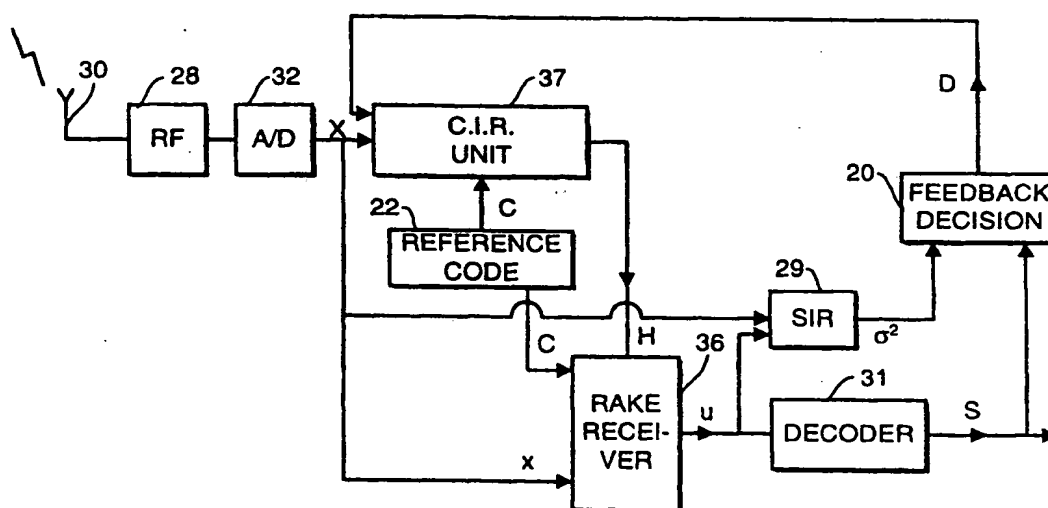 30
28
32
37
RF
A/D
X
C.I.R.
UNIT
D
22
C
REFERENCE
CODE
20
FEEDBACK
DECISION
29
SIR
σ²
C
H
36
RAKE
RECEI-
VER
x
u
31
DECODER
S